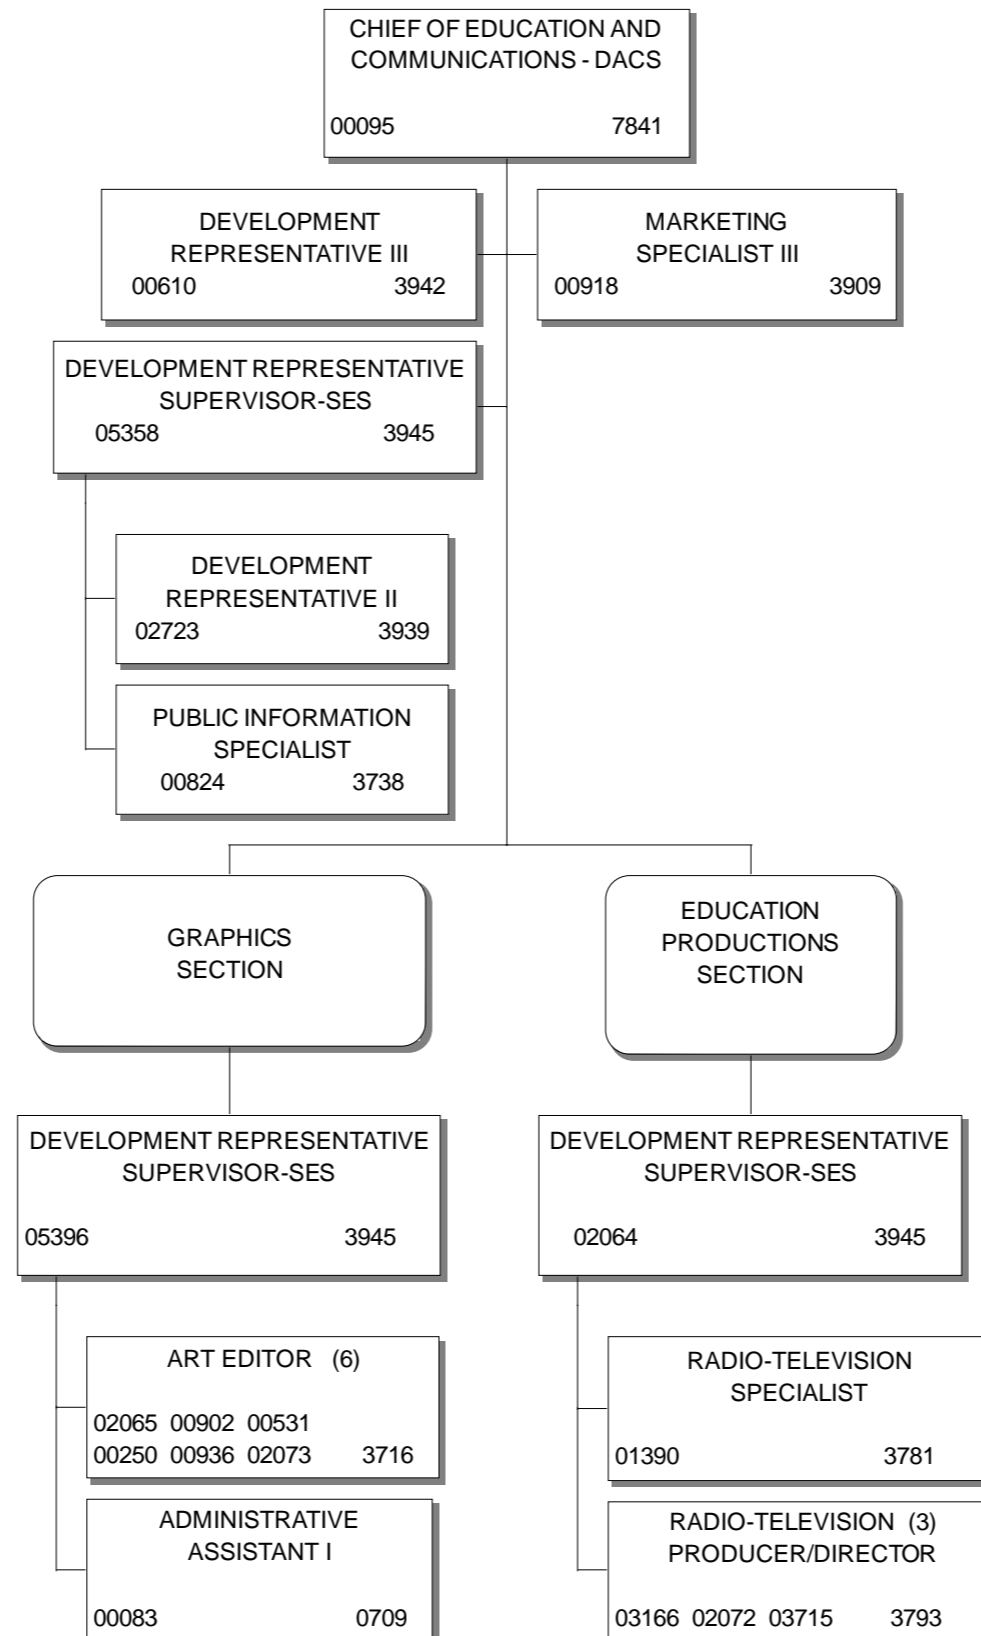 CHIEF OF EDUCATION AND
COMMUNICATIONS - DACS
00095 7841
DEVELOPMENT
REPRESENTATIVE III
00610 3942
MARKETING
SPECIALIST III
00918 3909
DEVELOPMENT REPRESENTATIVE
SUPERVISOR-SES
05358 3945
DEVELOPMENT
REPRESENTATIVE II
02723 3939
PUBLIC INFORMATION
SPECIALIST
00824 3738
GRAPHICS
SECTION
EDUCATION
PRODUCTIONS
SECTION
DEVELOPMENT REPRESENTATIVE
SUPERVISOR-SES
05396 3945
DEVELOPMENT REPRESENTATIVE
SUPERVISOR-SES
02064 3945
ART EDITOR (6)
02065 00902 00531
00250 00936 02073 3716
RADIO-TELEVISION
SPECIALIST
01390 3781
ADMINISTRATIVE
ASSISTANT I
00083 0709
RADIO-TELEVISION (3)
PRODUCER/DIRECTOR
03166 02072 03715 3793